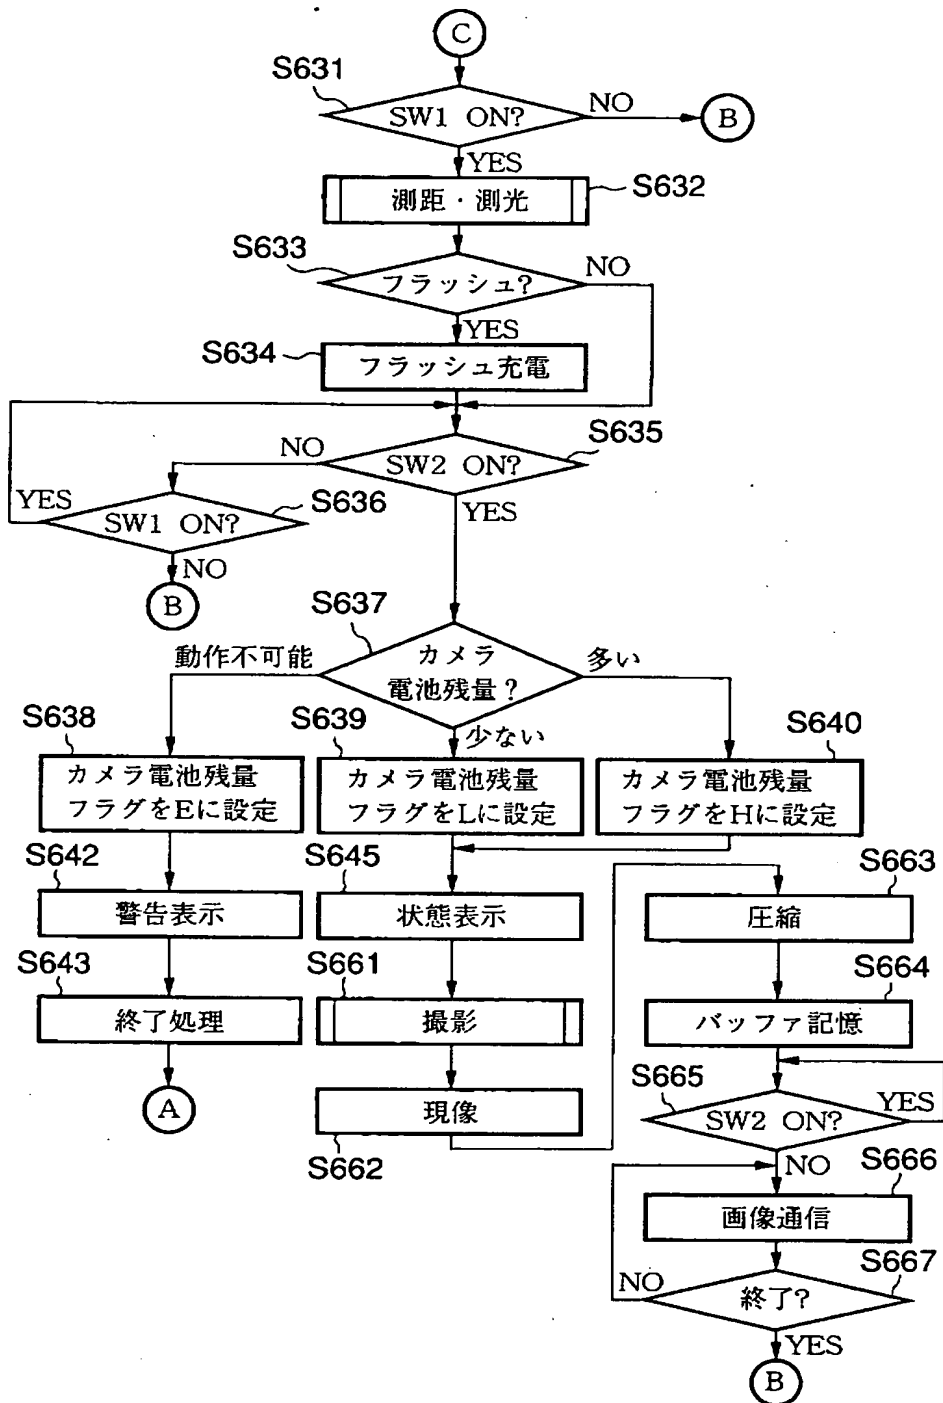 C
S631
SW1 ON?
NO
B
YES
測距・測光
S632
S633
フラッシュ?
NO
YES
S634
フラッシュ充電
S635
NO
SW2 ON?
YES
S636
YES
SW1 ON?
NO
B
S637
カメラ
電池残量?
動作不可能
多い
少ない
S638
カメラ電池残量
フラグをEに設定
S639
カメラ電池残量
フラグをLに設定
S640
カメラ電池残量
フラグをHに設定
S642
警告表示
S645
状態表示
S663
圧縮
S643
終了処理
S661
撮影
S664
バッファ記憶
A
現像
S662
S665
SW2 ON?
YES
NO
S666
画像通信
S667
NO
終了?
YES
B